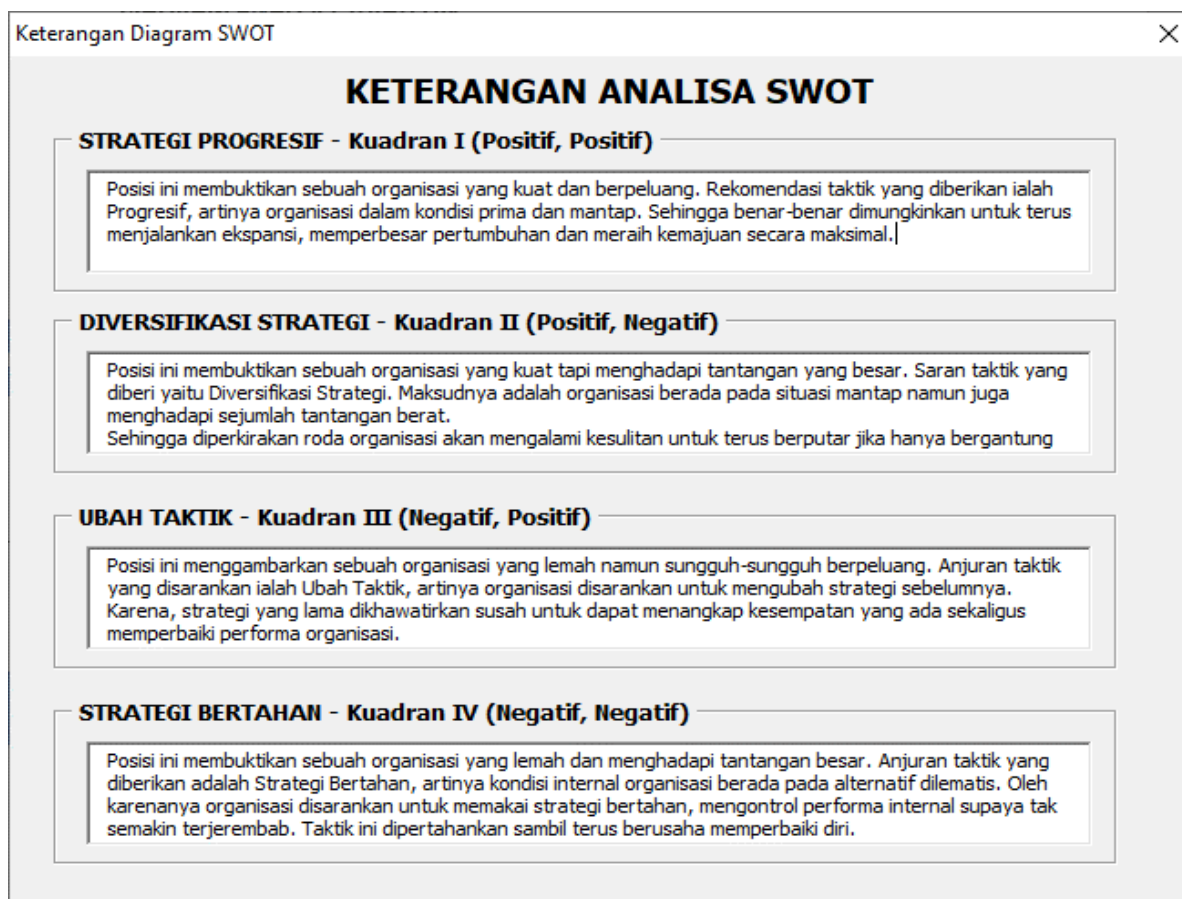 Keterangan Diagram SWOT
KETERANGAN ANALISA SWOT
STRATEGI PROGRESIF - Kuadran I (Positif, Positif)
Posisi ini membuktikan sebuah organisasi yang kuat dan berpeluang. Rekomendasi taktik yang diberikan ialah
Progresif, artinya organisasi dalam kondisi prima dan mantap. Sehingga benar-benar dimungkinkan untuk terus
menjalankan ekspansi, memperbesar pertumbuhan dan meraih kemajuan secara maksimal.
DIVERSIFIKASI STRATEGI - Kuadran II (Positif, Negatif)
Posisi ini membuktikan sebuah organisasi yang kuat tapi menghadapi tantangan yang besar. Saran taktik yang
diberi yaitu Diversifikasi Strategi. Maksudnya adalah organisasi berada pada situasi mantap namun juga
menghadapi sejumlah tantangan berat.
Sehingga diperkirakan roda organisasi akan mengalami kesulitan untuk terus berputar jika hanya bergantung
UBAH TAKTIK - Kuadran III (Negatif, Positif)
Posisi ini menggambarkan sebuah organisasi yang lemah namun sungguh-sungguh berpeluang. Anjuran taktik
yang disarankan ialah Ubah Taktik, artinya organisasi disarankan untuk mengubah strategi sebelumnya.
Karena, strategi yang lama dikhawatirkan susah untuk dapat menangkap kesempatan yang ada sekaligus
memperbaiki performa organisasi.
STRATEGI BERTAHAN - Kuadran IV (Negatif, Negatif)
Posisi ini membuktikan sebuah organisasi yang lemah dan menghadapi tantangan besar. Anjuran taktik yang
diberikan adalah Strategi Bertahan, artinya kondisi internal organisasi berada pada alternatif dilematis. Oleh
karenanya organisasi disarankan untuk memakai strategi bertahan, mengontrol performa internal supaya tak
semakin terjerembab. Taktik ini dipertahankan sambil terus berusaha memperbaiki diri.